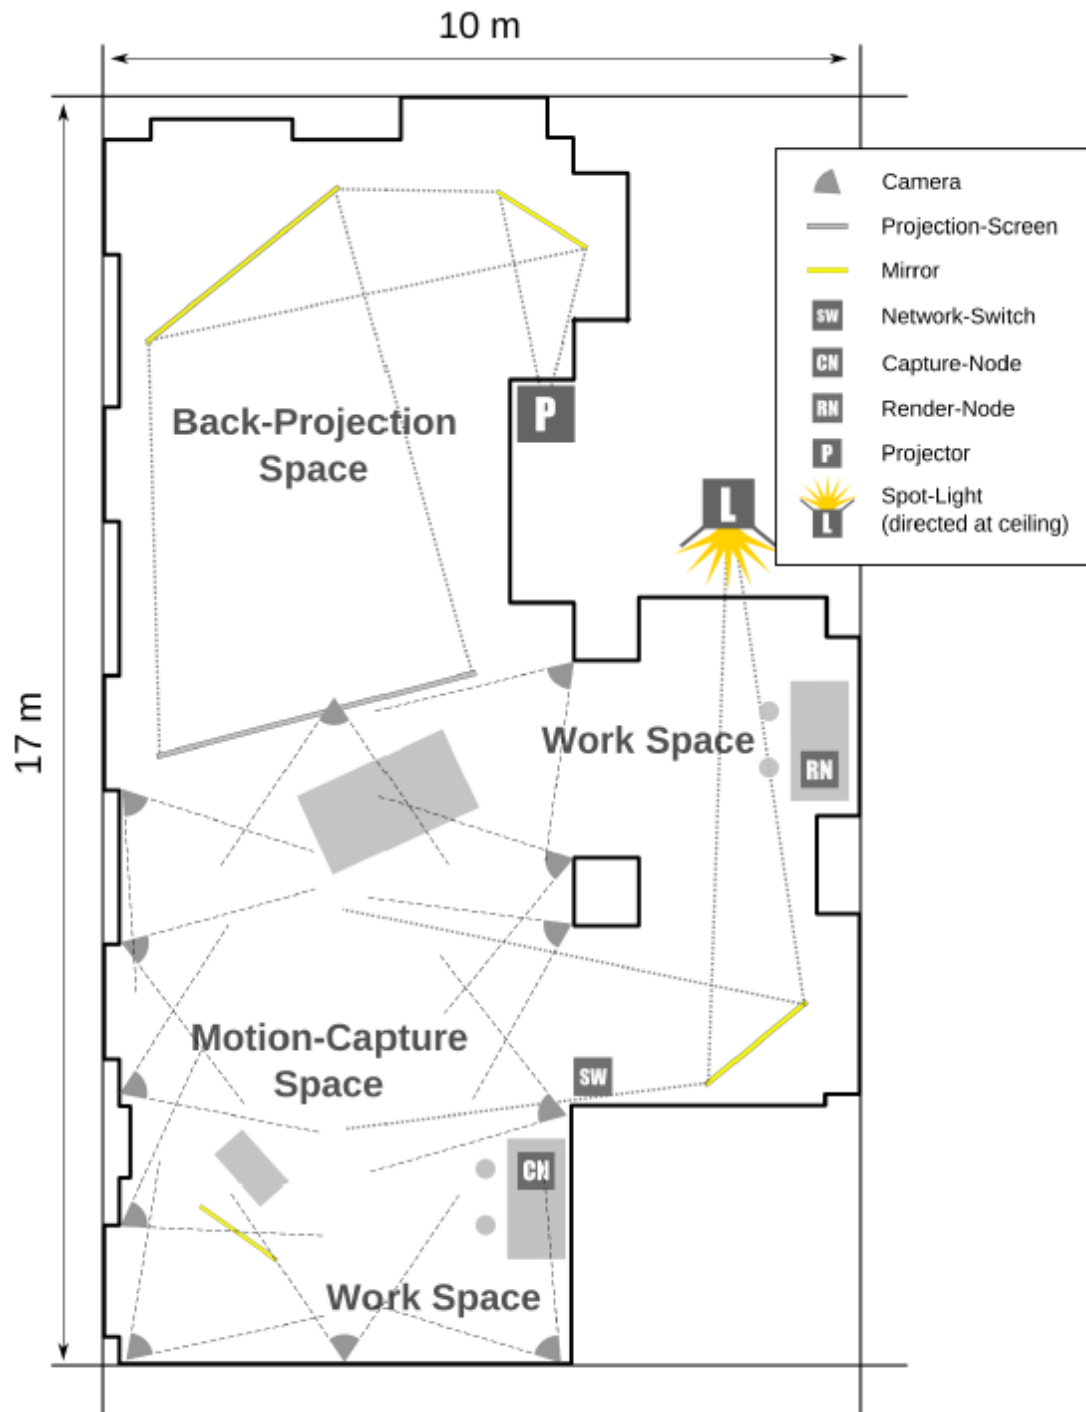 10 m
17 m
Camera
Projection-Screen
Mirror
SW Network-Switch
CN Capture-Node
RN Render-Node
P Projector
L Spot-Light
(directed at ceiling)
Back-Projection
Space
P
L
Work Space
RN
Motion-Capture
Space
SW
CN
Work Space